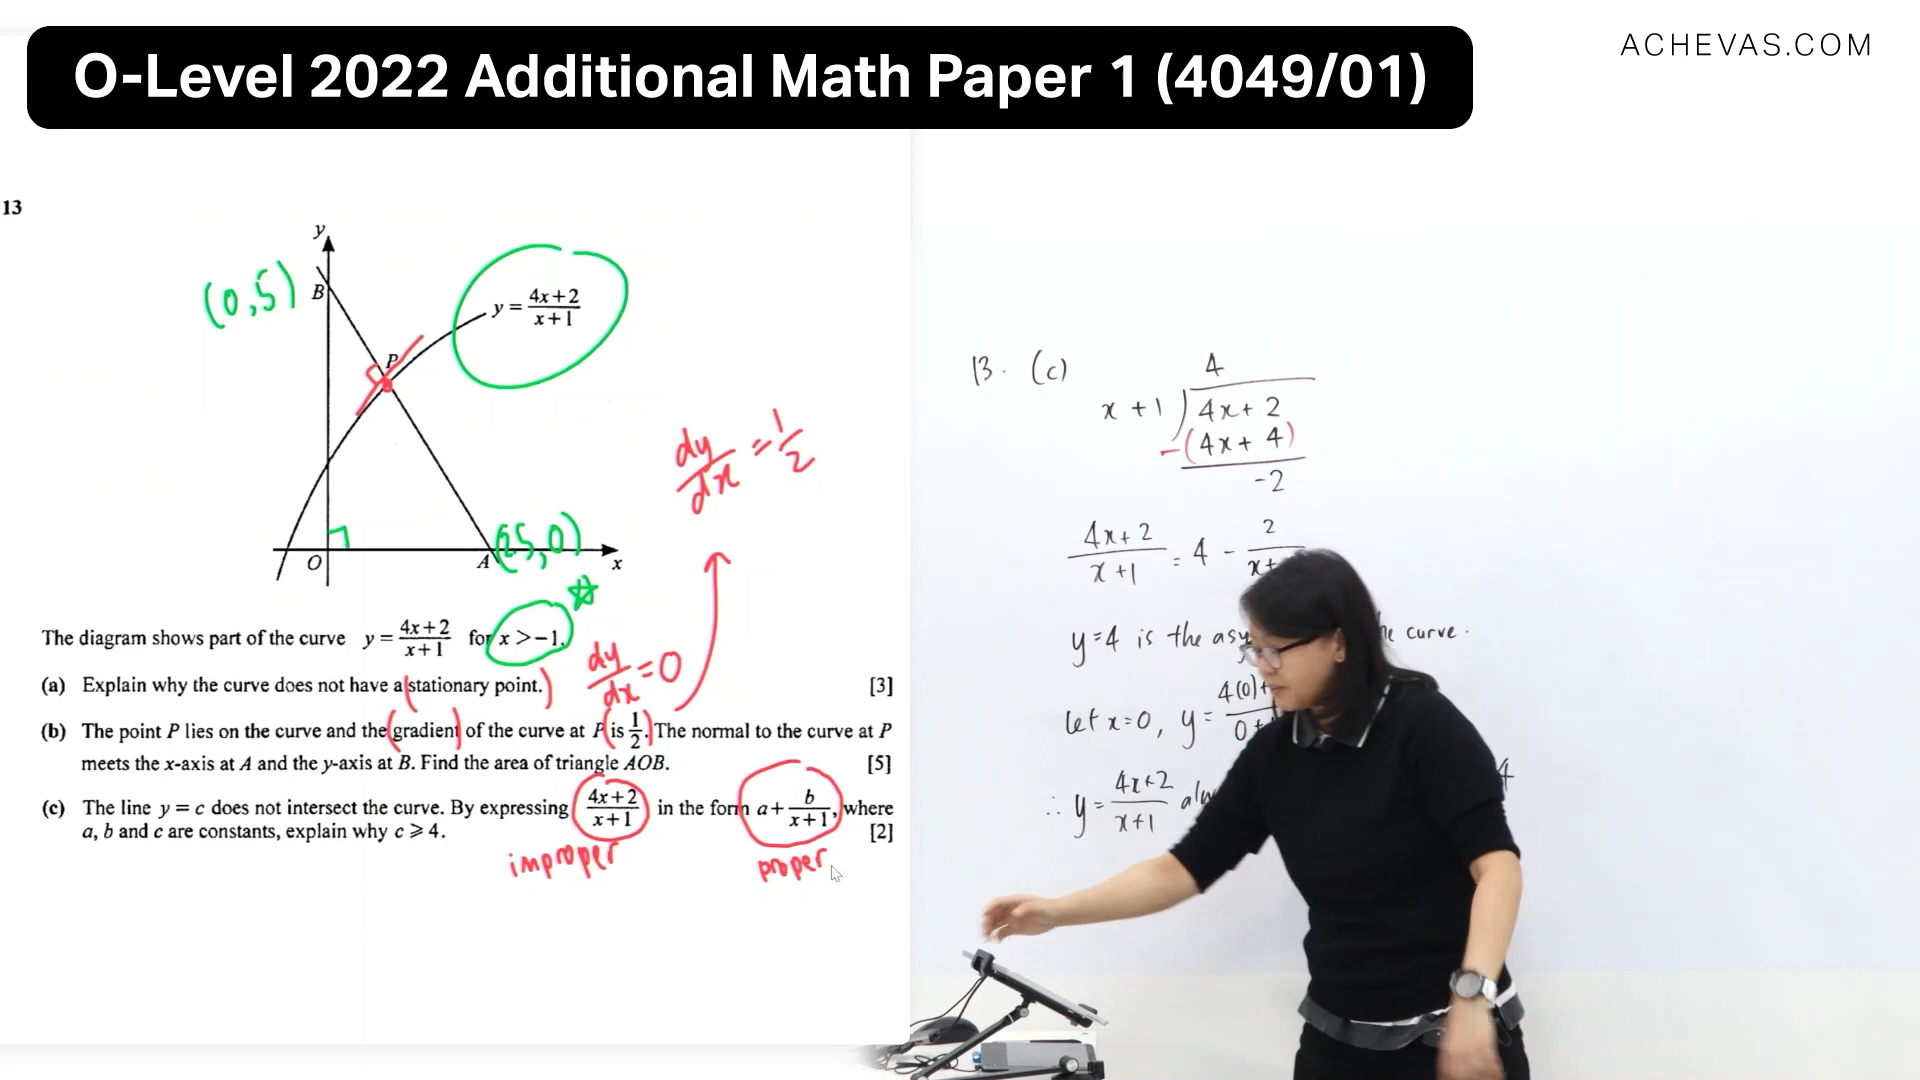 O-Level 2022 Additional Math Paper 1 (4049/01)
ACHEVAS.COM
13
y
(0,5)
B
y = 4x+2 / x+1
P
dy/dx = 1/2
O
A
(2.5,0)
x
The diagram shows part of the curve y = 4x+2 / x+1 for x > −1.
dy/dx = 0
(a) Explain why the curve does not have a (stationary point.) [3]
(b) The point P lies on the curve and the (gradient) of the curve at P (is 1/2.) The normal to the curve at P
meets the x-axis at A and the y-axis at B. Find the area of triangle AOB. [5]
(c) The line y = c does not intersect the curve. By expressing 4x+2 / x+1 in the form a + b / x+1, where
a, b and c are constants, explain why c ⩾ 4. [2]
improper
proper
13. (c)
4
x + 1 ) 4x + 2
−(4x + 4)
-2
4x+2 / x+1 = 4 - 2 / x+
y=4 is the curve.
let x=0, y = 4(0)+ / 0+
∴ y = 4x+2 / x+1
4